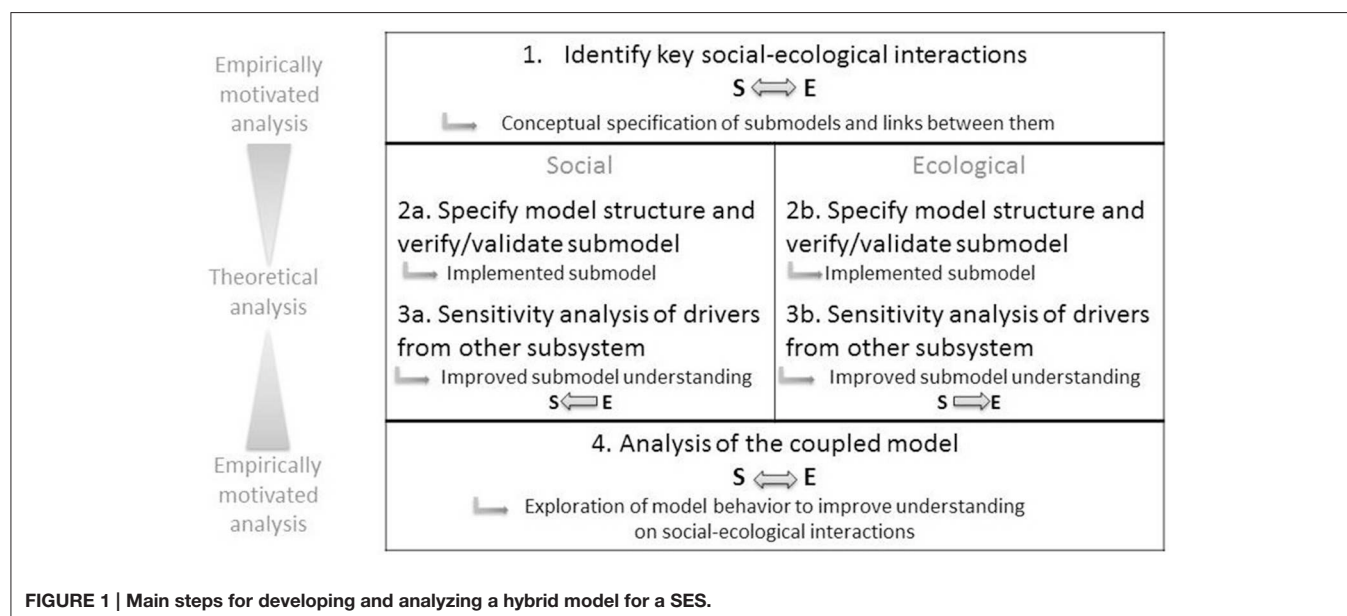 Empirically
motivated
analysis
Theoretical
analysis
Empirically
motivated
analysis
1. Identify key social-ecological interactions
S E
Conceptual specification of submodels and links between them
Social
2a. Specify model structure and
verify/validate submodel
Implemented submodel
3a. Sensitivity analysis of drivers
from other subsystem
Improved submodel understanding
S E
Ecological
2b. Specify model structure and
verify/validate submodel
Implemented submodel
3b. Sensitivity analysis of drivers
from other subsystem
Improved submodel understanding
S E
4. Analysis of the coupled model
S E
Exploration of model behavior to improve understanding
on social-ecological interactions
FIGURE 1 | Main steps for developing and analyzing a hybrid model for a SES.